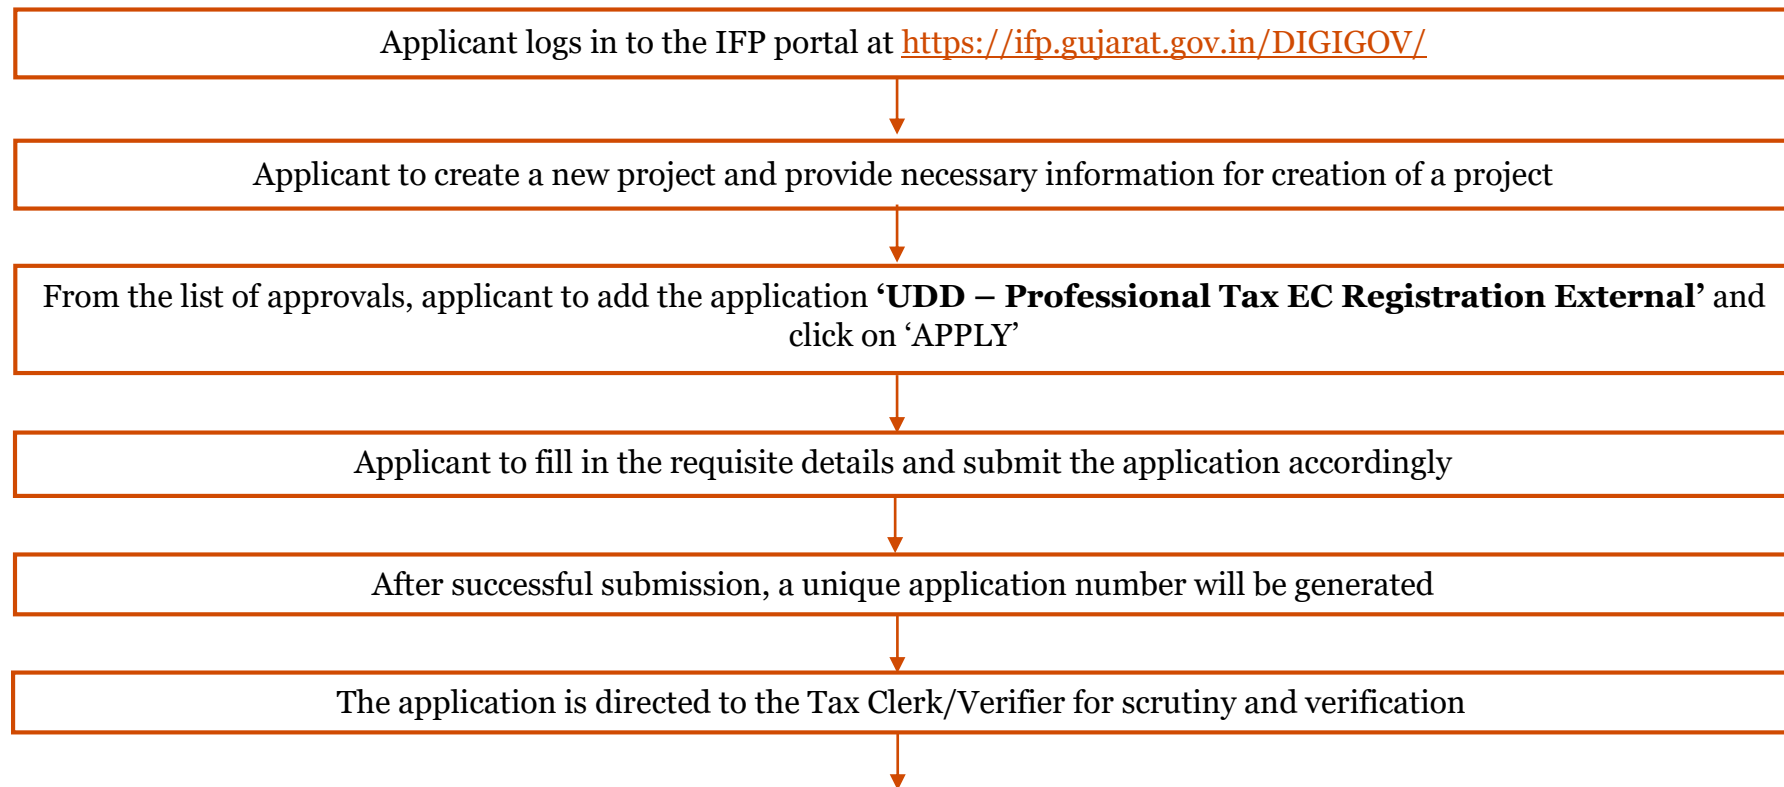 Applicant logs in to the IFP portal at https://ifp.gujarat.gov.in/DIGIGOV/
Applicant to create a new project and provide necessary information for creation of a project
From the list of approvals, applicant to add the application ‘UDD – Professional Tax EC Registration External’ and
click on ‘APPLY’
Applicant to fill in the requisite details and submit the application accordingly
After successful submission, a unique application number will be generated
The application is directed to the Tax Clerk/Verifier for scrutiny and verification